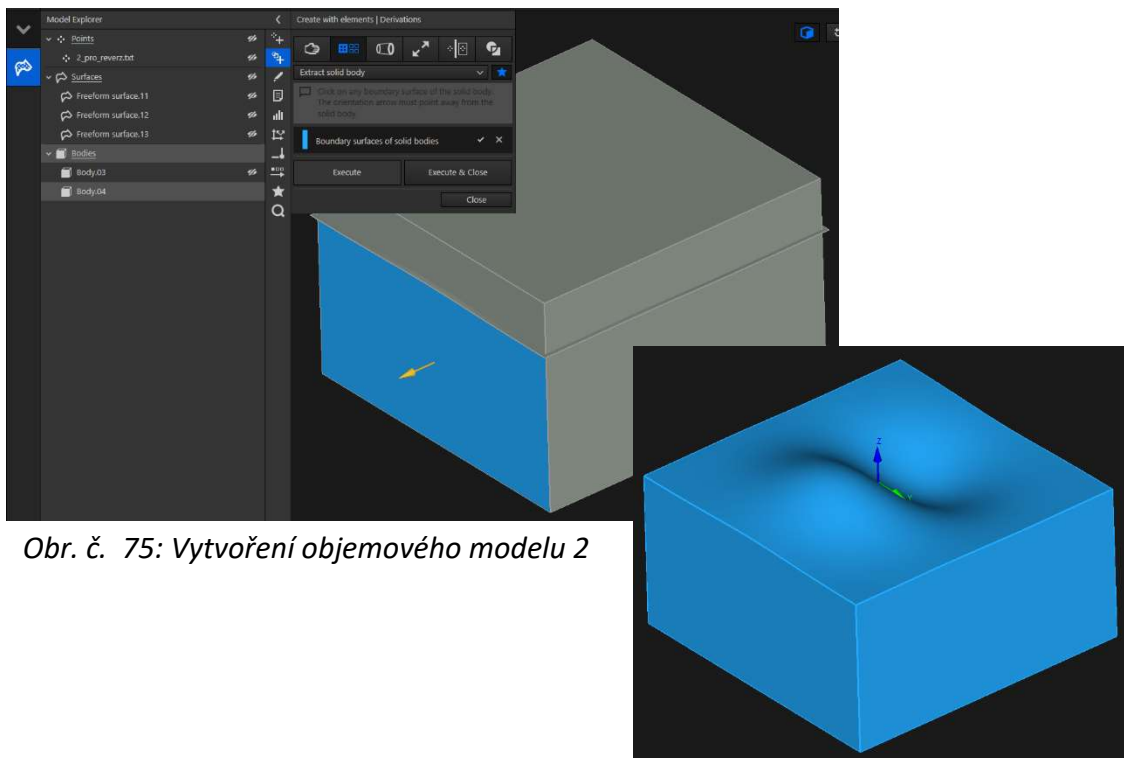 Model Explorer
Points
2_pro_reverz.txt
Surfaces
Freeform surface.11
Freeform surface.12
Freeform surface.13
Bodies
Body.03
Body.04
Create with elements | Derivations
Extract solid body
Click on any boundary surface of the solid body.
The orientation arrow must point away from the
solid body.
Boundary surfaces of solid bodies
Execute
Execute & Close
Close
Z
Y
Obr. č. 75: Vytvoření objemového modelu 2